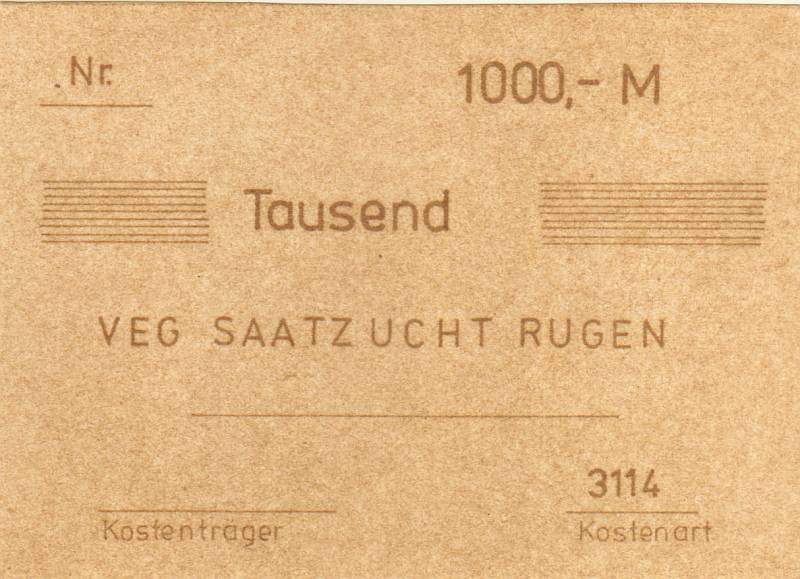 Nr. 1000,- M
Tausend
VEG SAATZUCHT RUGEN
3114
Kostenträger Kostenart